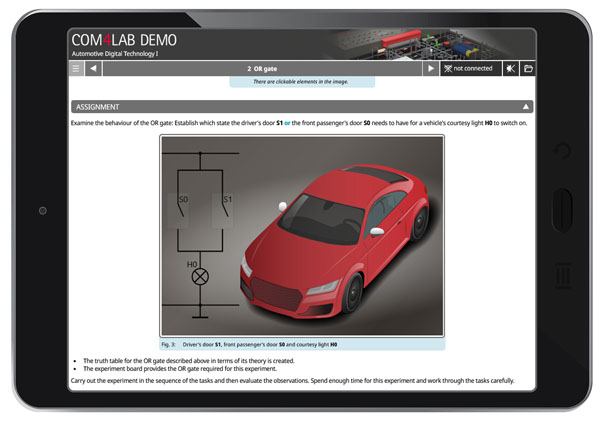 COM4LAB DEMO
Automotive Digital Technology I
2 OR gate
not connected
There are clickable elements in the image.
ASSIGNMENT
Examine the behaviour of the OR gate: Establish which state the driver's door S1 or the front passenger's door S0 needs to have for a vehicle's courtesy light H0 to switch on.
S0 S1
H0
Fig. 3: Driver's door S1, front passenger's door S0 and courtesy light H0
• The truth table for the OR gate described above in terms of its theory is created.
• The experiment board provides the OR gate required for this experiment.
Carry out the experiment in the sequence of the tasks and then evaluate the observations. Spend enough time for this experiment and work through the tasks carefully.